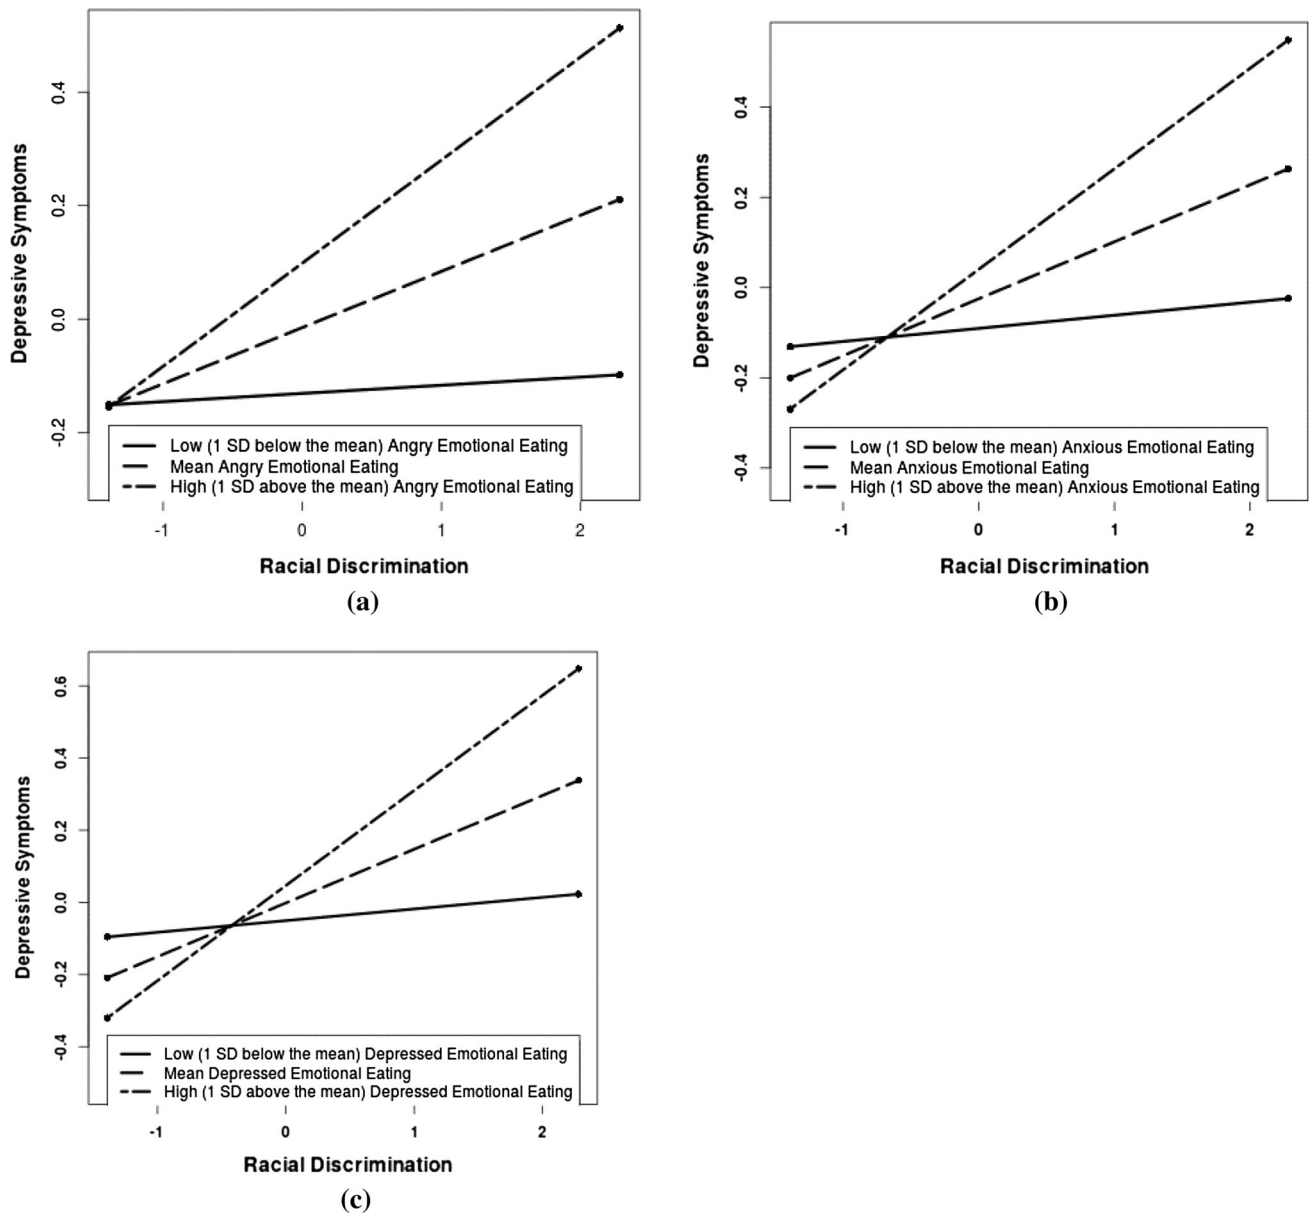 Depressive Symptoms
0.4
0.2
0.0
-0.2
Low (1 SD below the mean) Angry Emotional Eating
Mean Angry Emotional Eating
High (1 SD above the mean) Angry Emotional Eating
-1 0 1 2
Racial Discrimination
(a)
Depressive Symptoms
0.4
0.2
0.0
-0.2
-0.4
Low (1 SD below the mean) Anxious Emotional Eating
Mean Anxious Emotional Eating
High (1 SD above the mean) Anxious Emotional Eating
-1 0 1 2
Racial Discrimination
(b)
Depressive Symptoms
0.6
0.4
0.2
0.0
-0.2
-0.4
Low (1 SD below the mean) Depressed Emotional Eating
Mean Depressed Emotional Eating
High (1 SD above the mean) Depressed Emotional Eating
-1 0 1 2
Racial Discrimination
(c)